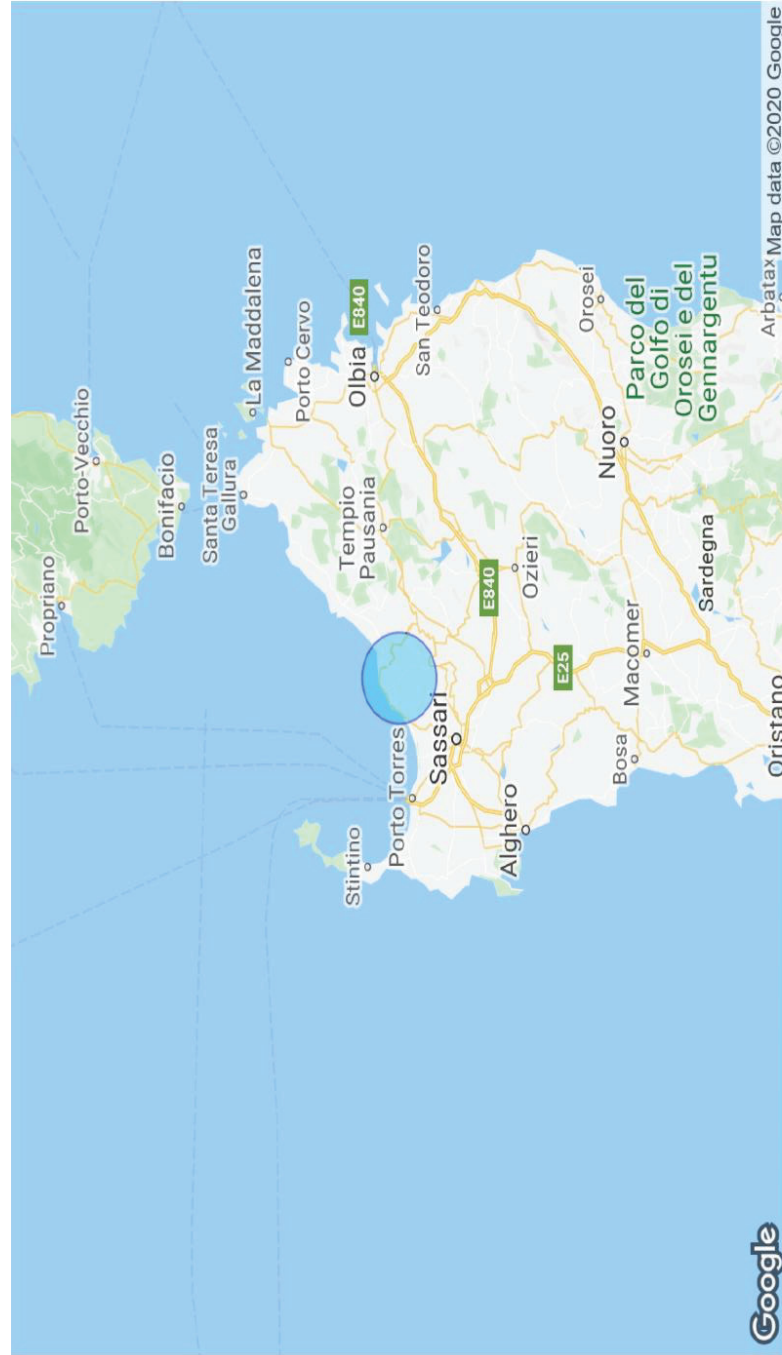 Propriano
Porto-Vecchio
Bonifacio
Santa Teresa
Gallura
La Maddalena
Porto Cervo
Stintino
Porto Torres
Tempio
Pausania
Olbia
E840
San Teodoro
Sassari
E840
Alghero
Ozieri
E25
Orosei
Bosa
Macomer
Nuoro
Parco del
Golfo di
Orosei e del
Gennargentu
Sardegna
Oristano
Arbatax
Google
Map data ©2020 Google